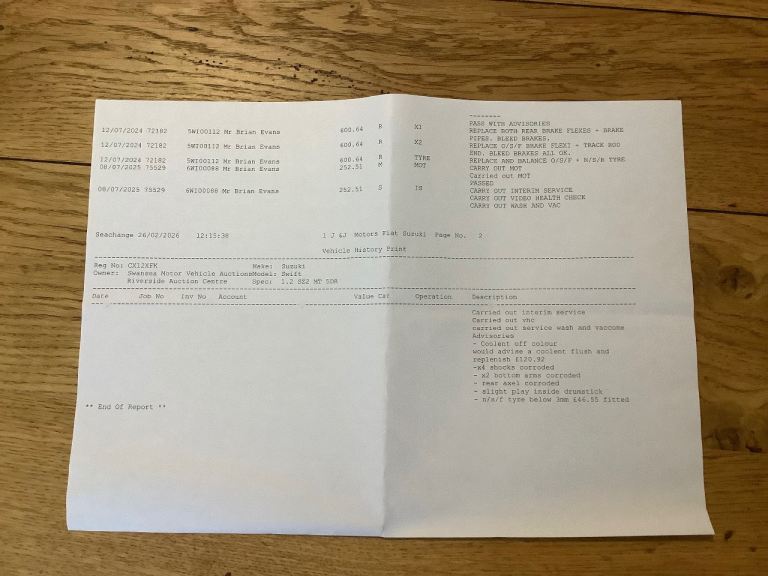 --------
PASS WITH ADVISORIES
12/07/2024 72182 5WI00112 Mr Brian Evans 600.64 R X1 REPLACE BOTH REAR BRAKE FLEXES + BRAKE
PIPES. BLEED BRAKES.
12/07/2024 72182 5WI00112 Mr Brian Evans 600.64 R X2 REPLACE O/S/F BRAKE FLEXI + TRACK ROD
END. BLEED BRAKES ALL OK.
12/07/2024 72182 600.64 R TYRE REPLACE AND BALANCE O/S/F + N/S/R TYRE
08/07/2025 75529 6WI00088 Mr Brian Evans 252.51 M MOT CARRY OUT MOT
Carried out MOT
PASSED
08/07/2025 75529 6WI00088 Mr Brian Evans 252.51 S IS CARRY OUT INTERIM SERVICE
CARRY OUT VIDEO HEALTH CHECK
CARRY OUT WASH AND VAC
Seachange 26/02/2026 12:15:38 1 J &J Motors Fiat Suzuki Page No. 2
Vehicle History Print
Reg No: CX12XFK Make: Suzuki
Owner: Swansea Motor Vehicle AuctionsModel: Swift
Riverside Auction Centre Spec: 1.2 SZ2 MT 5DR
Date Job No Inv No Account Value Cat Operation Description
Carried out interim service
Carried out vhc
carried out service wash and vaccume
Advisories
- Coolent off colour
would advise a coolent flush and
replenish £120.92
-x4 shocks corroded
- x2 bottom arms corroded
- rear axel corroded
- slight play inside drumstick
- n/s/f tyre below 3mm £46.55 fitted
** End Of Report **